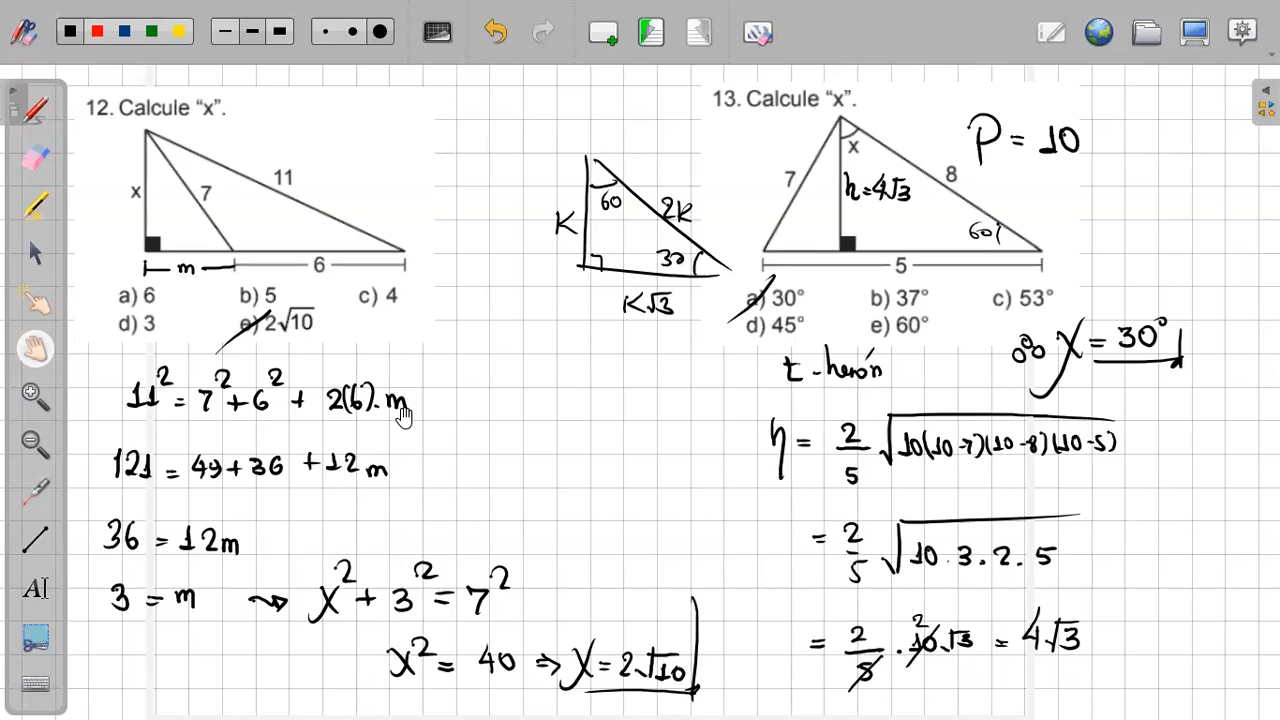 12. Calcule “x”.
x
7
11
m
6
a) 6
b) 5
c) 4
d) 3
e) 2√10
11² = 7² + 6² + 2(6).m
121 = 49 + 36 + 12m
36 = 12m
3 = m ⇝ x² + 3² = 7²
x² = 40 ⇒ x = 2√10
60
K
2K
30
K√3
13. Calcule “x”.
P = 10
x
7
h = 4√3
8
60
5
a) 30°
b) 37°
c) 53°
d) 45°
e) 60°
∴ x = 30°
t. herón
h = 2/5 √10(10-7)(10-8)(10-5)
= 2/5 √10.3.2.5
= 2/5 . 10√3 = 4√3
2
AI